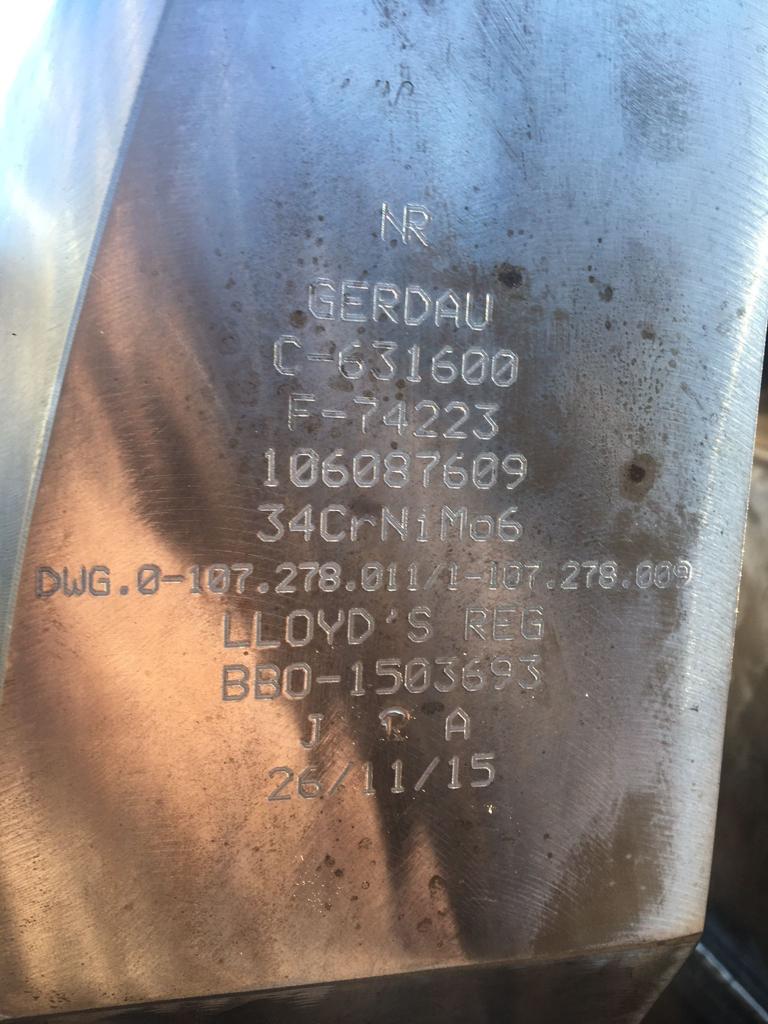 NR
GERDAU
C-631600
F-74223
106087609
34CrNiMo6
DWG.0-107.278.011/1-107.278.009
LLOYD'S REG
BBO-1503693
J A
26/11/15